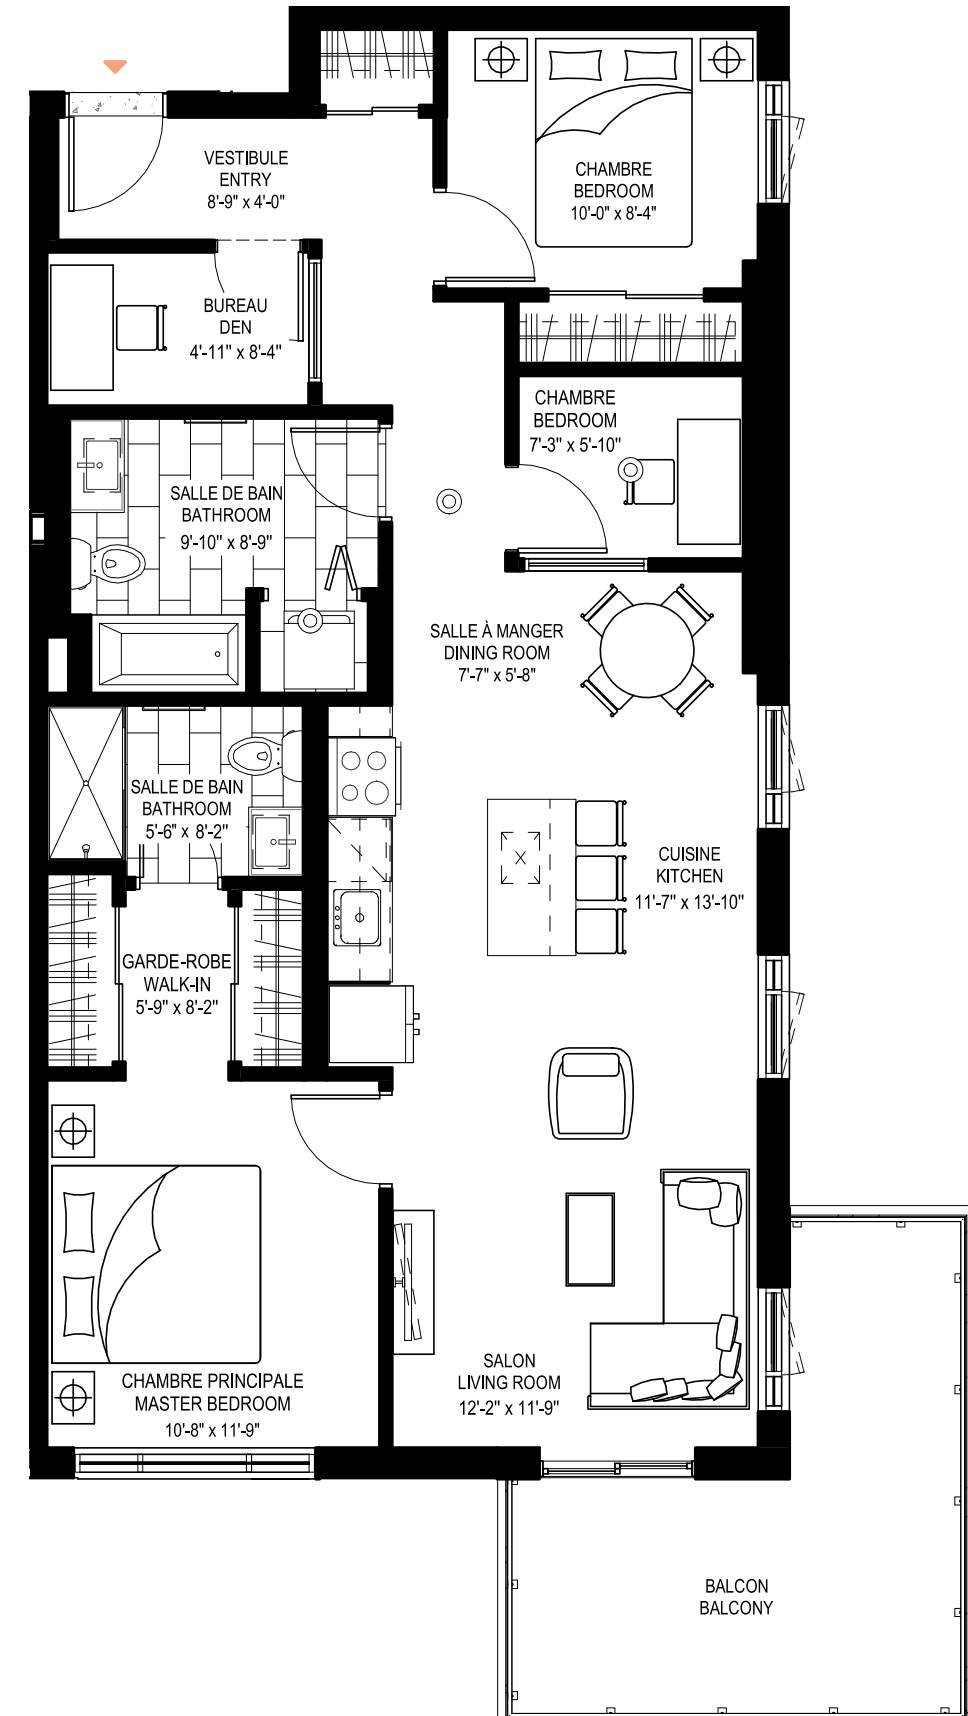 VESTIBULE
ENTRY
8'-9" x 4'-0"
CHAMBRE
BEDROOM
10'-0" x 8'-4"
BUREAU
DEN
4'-11" x 8'-4"
CHAMBRE
BEDROOM
7'-3" x 5'-10"
SALLE DE BAIN
BATHROOM
9'-10" x 8'-9"
SALLE À MANGER
DINING ROOM
7'-7" x 5'-8"
SALLE DE BAIN
BATHROOM
5'-6" x 8'-2"
CUISINE
KITCHEN
11'-7" x 13'-10"
GARDE-ROBE
WALK-IN
5'-9" x 8'-2"
SALON
LIVING ROOM
12'-2" x 11'-9"
CHAMBRE PRINCIPALE
MASTER BEDROOM
10'-8" x 11'-9"
BALCON
BALCONY